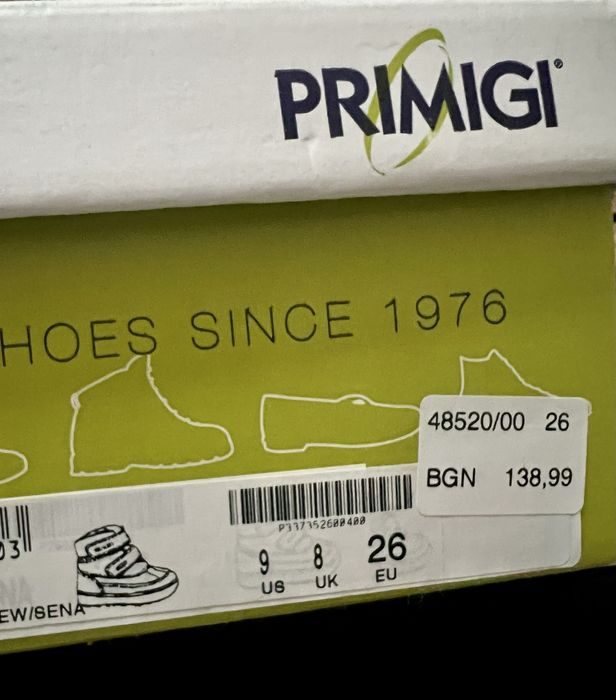 PRIMIGI®
HOES SINCE 1976
48520/00 26
BGN 138,99
P337352600400
03
9 8 26
US UK EU
EW/SENA